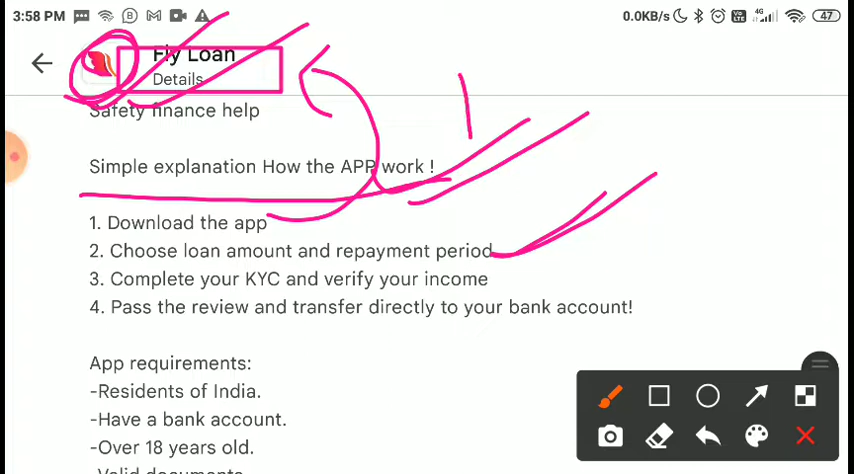 3:58 PM
0.0KB/s
4G
47
Fly Loan
Details
Safety finance help
Simple explanation How the APP work !
1. Download the app
2. Choose loan amount and repayment period
3. Complete your KYC and verify your income
4. Pass the review and transfer directly to your bank account!
App requirements:
-Residents of India.
-Have a bank account.
-Over 18 years old.
-Valid documents